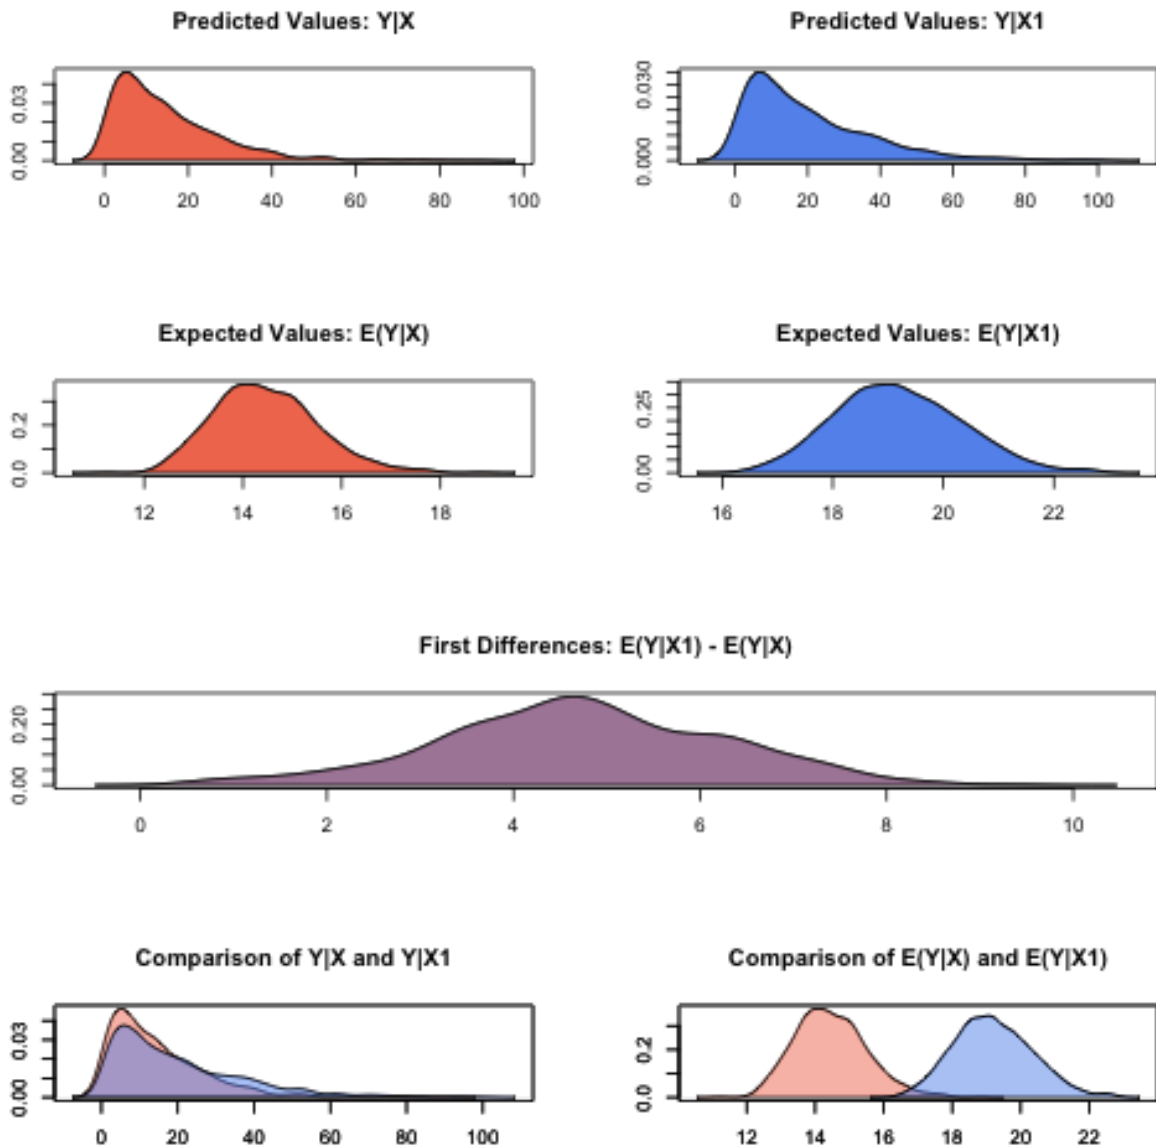 Predicted Values: Y|X
0.00 0.03
0 20 40 60 80 100
Predicted Values: Y|X1
0.000 0.030
0 20 40 60 80 100
Expected Values: E(Y|X)
0.0 0.2
12 14 16 18
Expected Values: E(Y|X1)
0.00 0.25
16 18 20 22
First Differences: E(Y|X1) - E(Y|X)
0.00 0.20
0 2 4 6 8 10
Comparison of Y|X and Y|X1
0.00 0.03
0 20 40 60 80 100
Comparison of E(Y|X) and E(Y|X1)
0.0 0.2
12 14 16 18 20 22